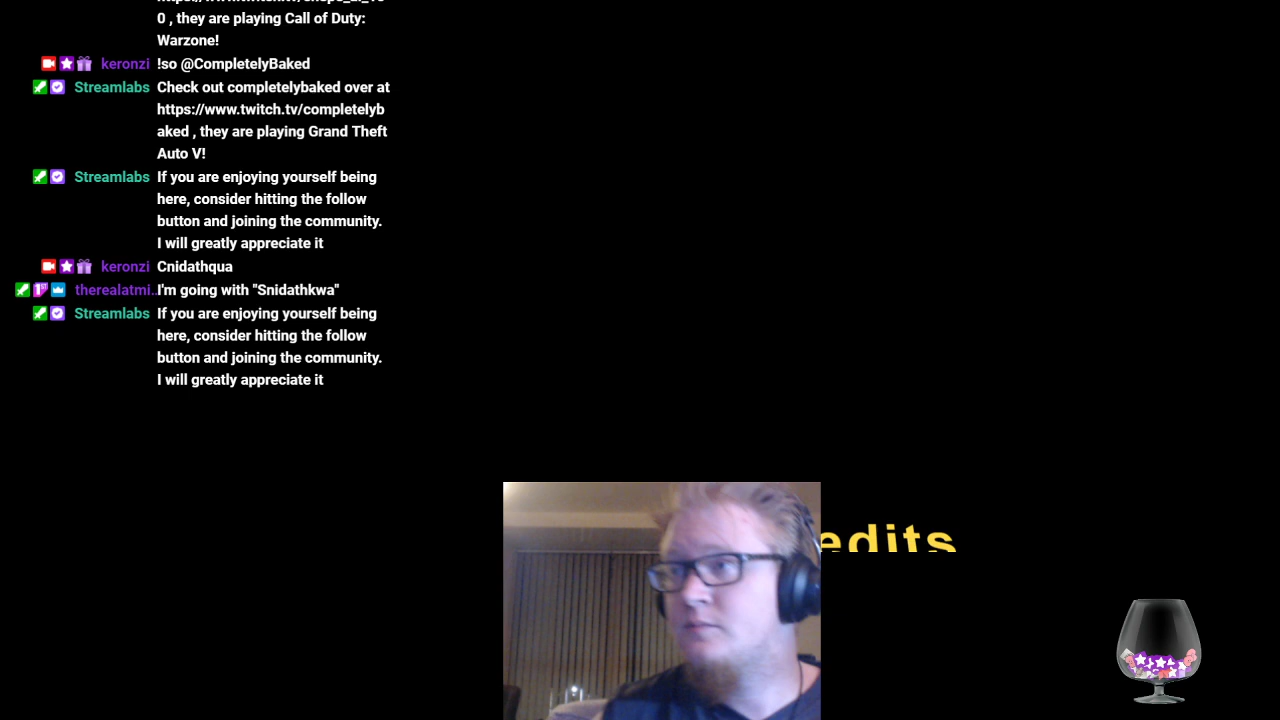 0 , they are playing Call of Duty:
Warzone!
keronzi !so @CompletelyBaked
Streamlabs Check out completelybaked over at
https://www.twitch.tv/completelyb
aked , they are playing Grand Theft
Auto V!
Streamlabs If you are enjoying yourself being
here, consider hitting the follow
button and joining the community.
I will greatly appreciate it
keronzi Cnidathqua
therealatmi.. I'm going with "Snidathkwa"
Streamlabs If you are enjoying yourself being
here, consider hitting the follow
button and joining the community.
I will greatly appreciate it
edits